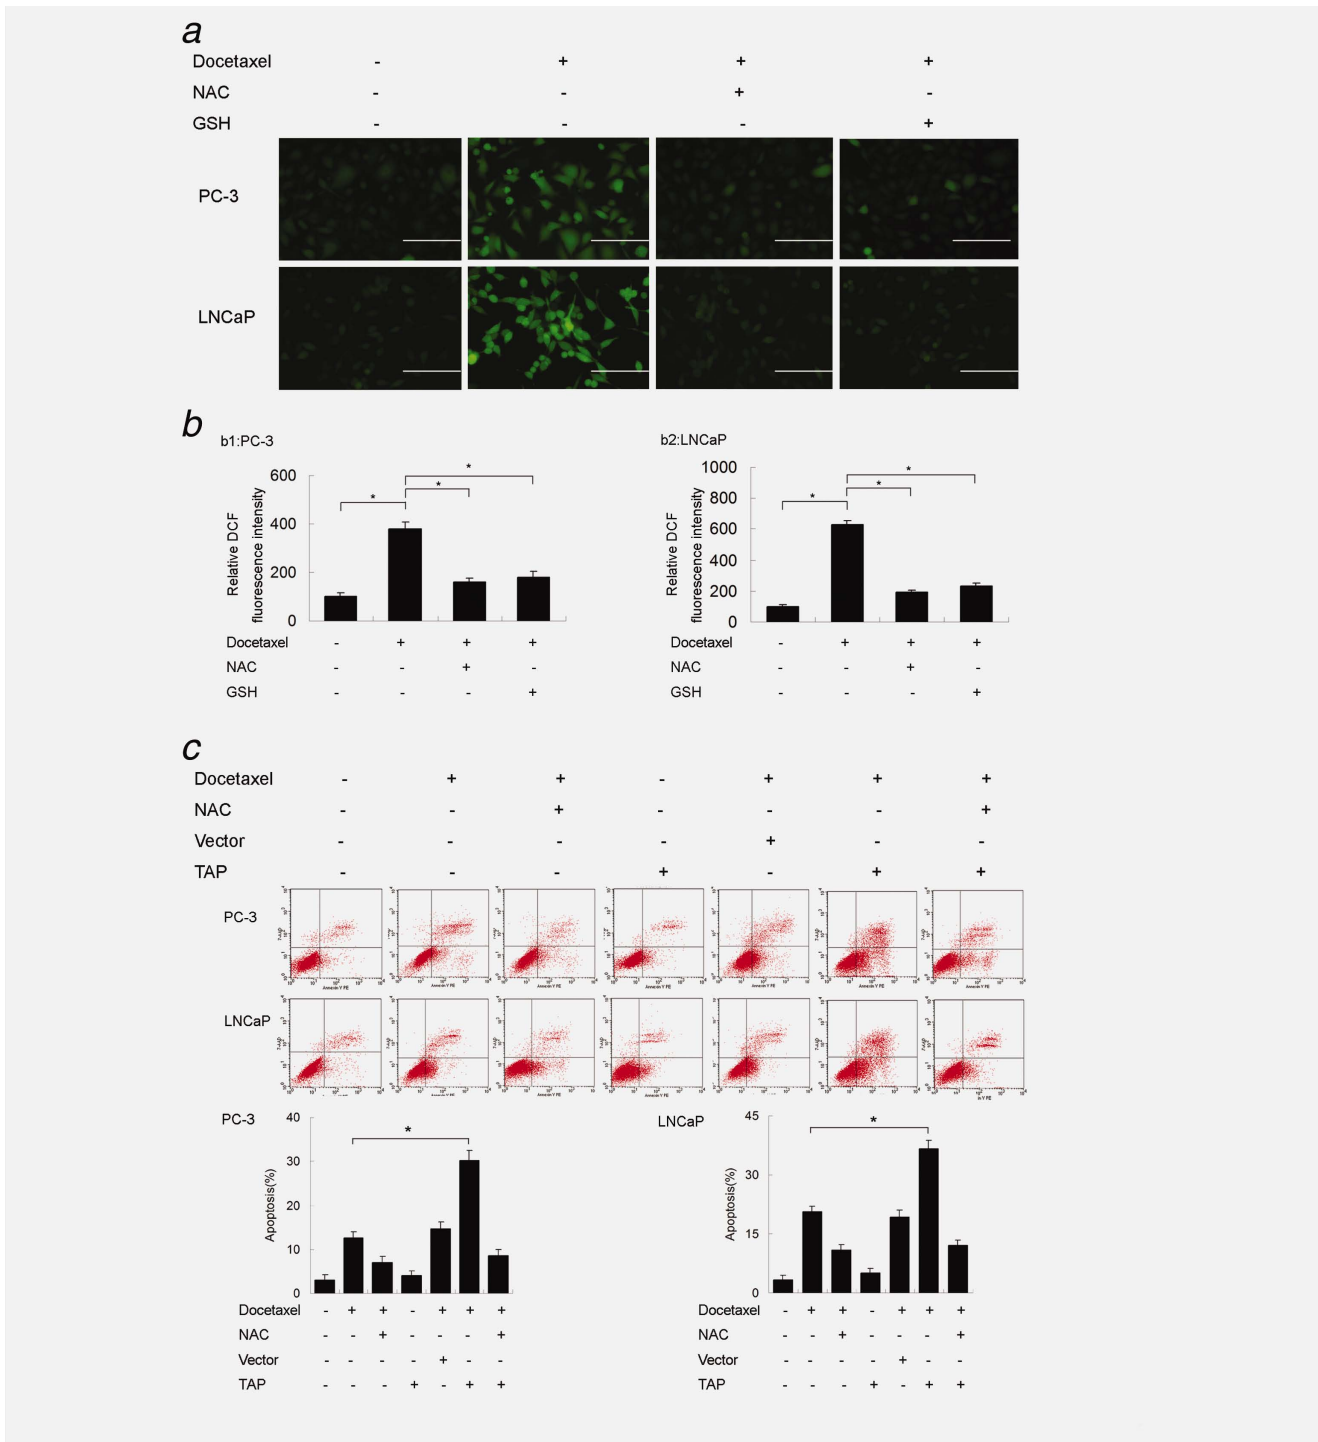 a
Docetaxel - + + +
NAC - - + -
GSH - - - +
PC-3
LNCaP
b
b1:PC-3
600
400
200
0
Relative DCF
fluorescence intensity
* * *
Docetaxel - + + +
NAC - - + -
GSH - - - +
b2:LNCaP
1000
800
600
400
200
0
Relative DCF
fluorescence intensity
* * *
Docetaxel - + + +
NAC - - + -
GSH - - - +
c
Docetaxel - + + - + + +
NAC - - + - - - +
Vector - - - - + - -
TAP - - - + - + +
PC-3
LNCaP
PC-3
40
30
20
10
0
Apoptosis(%)
*
Docetaxel - + + - + + +
NAC - - + - - - +
Vector - - - - + - -
TAP - - - + - + +
LNCaP
45
30
15
0
Apoptosis(%)
*
Docetaxel - + + - + + +
NAC - - + - - - +
Vector - - - - + - -
TAP - - - + - + +